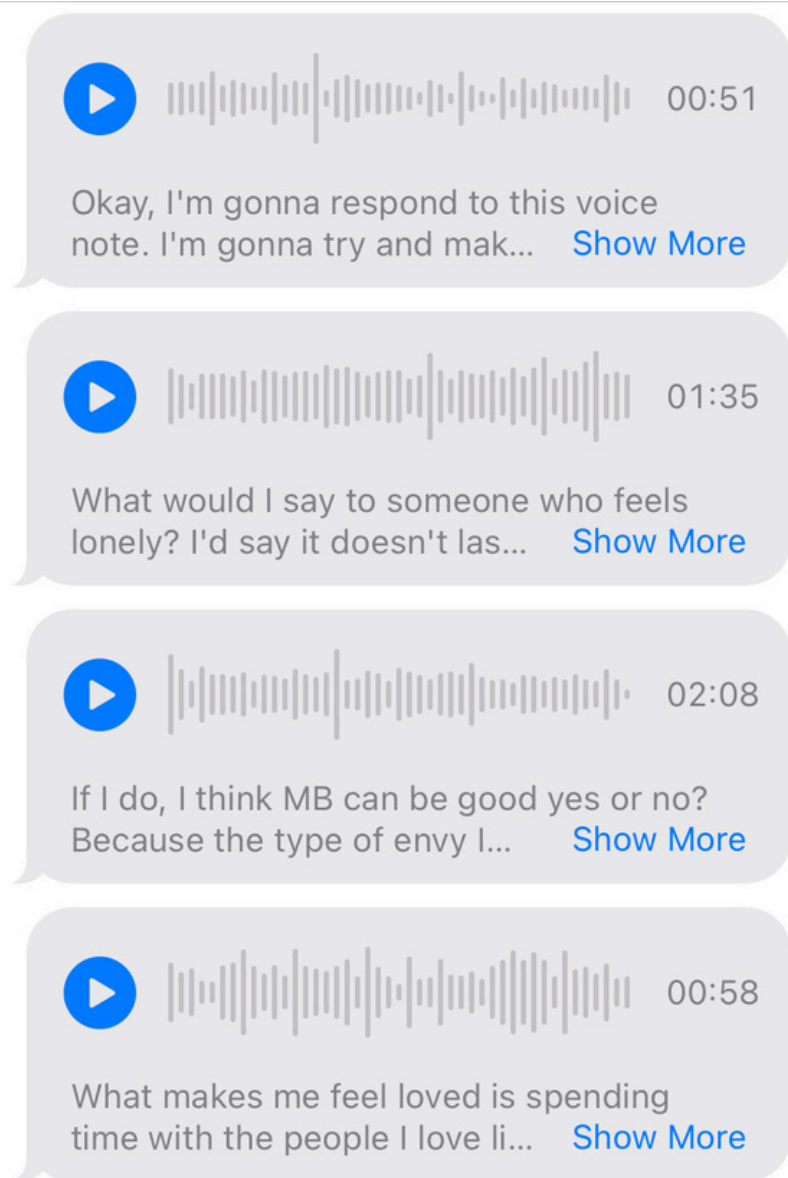 00:51
Okay, I'm gonna respond to this voice
note. I'm gonna try and mak... Show More
01:35
What would I say to someone who feels
lonely? I'd say it doesn't las... Show More
02:08
If I do, I think MB can be good yes or no?
Because the type of envy I... Show More
00:58
What makes me feel loved is spending
time with the people I love li... Show More